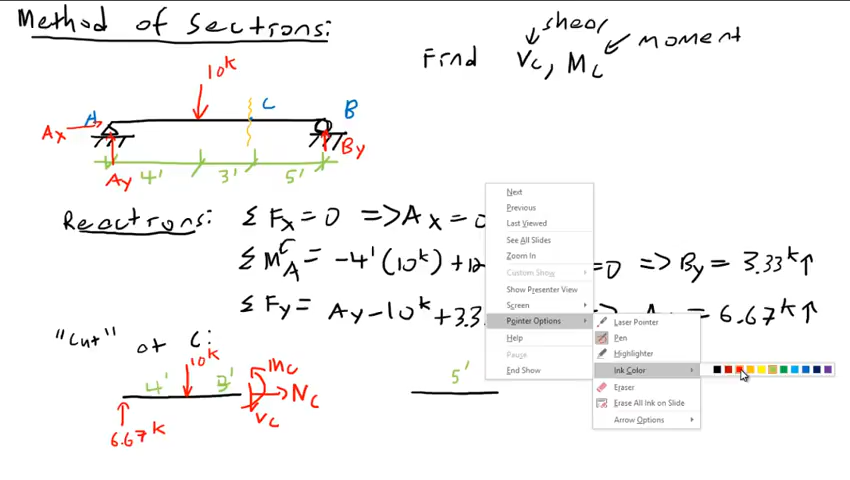 Method of Sections:
shear
Find Vc, Mc moment
10k
A C B
Ax By
Ay 4' 3' 5'
Reactions: Σ Fx = 0 => Ax = 0
Σ M A = -4' (10k) + 12 = 0 => By = 3.33k ↑
Σ Fy = Ay - 10k + 3.3 => = 6.67k ↑
"Cut" at C:
10k Mc
4' 3' Nc 5'
Vc
6.67k
Next
Previous
Last Viewed
See All Slides
Zoom In
Custom Show
Show Presenter View
Screen
Pointer Options
Help
Pause
End Show
Laser Pointer
Pen
Highlighter
Ink Color
Eraser
Erase All Ink on Slide
Arrow Options